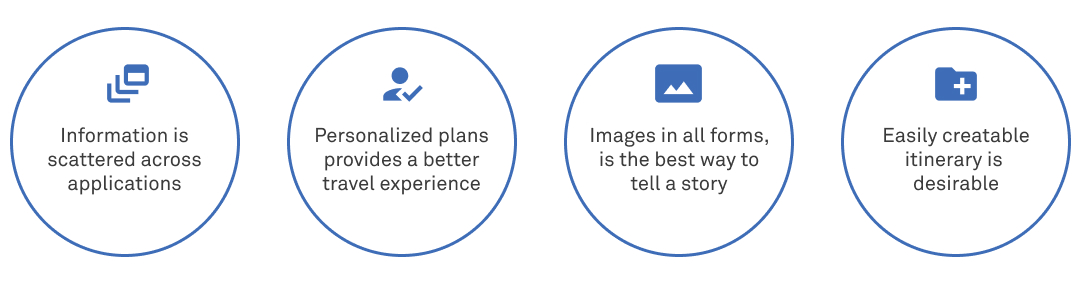 Information is
scattered across
applications
Personalized plans
provides a better
travel experience
Images in all forms,
is the best way to
tell a story
Easily creatable
itinerary is
desirable